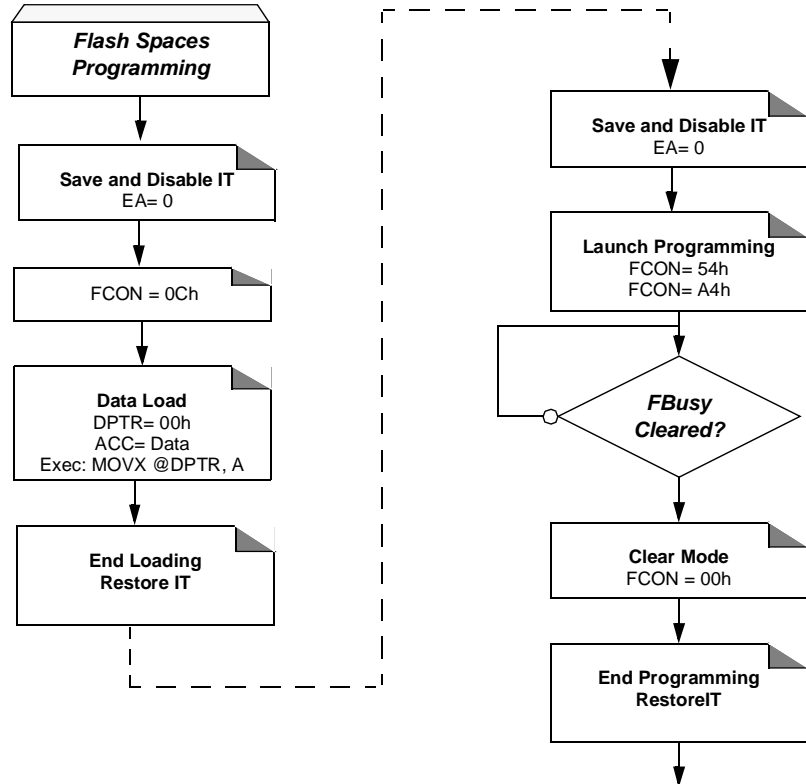 Flash Spaces
Programming
Save and Disable IT
EA= 0
FCON = 0Ch
Data Load
DPTR= 00h
ACC= Data
Exec: MOVX @DPTR, A
End Loading
Restore IT
Save and Disable IT
EA= 0
Launch Programming
FCON= 54h
FCON= A4h
FBusy
Cleared?
Clear Mode
FCON = 00h
End Programming
RestoreIT